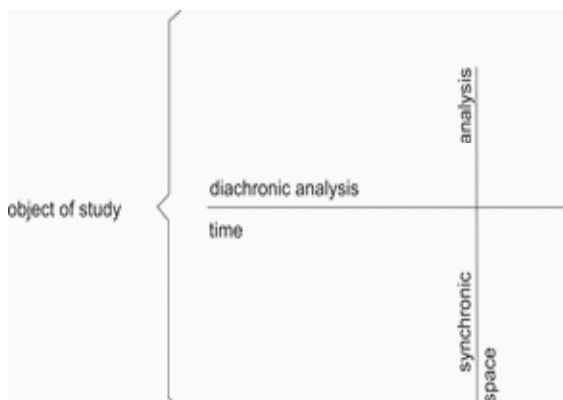 object of study
diachronic analysis
time
synchronic analysis
space